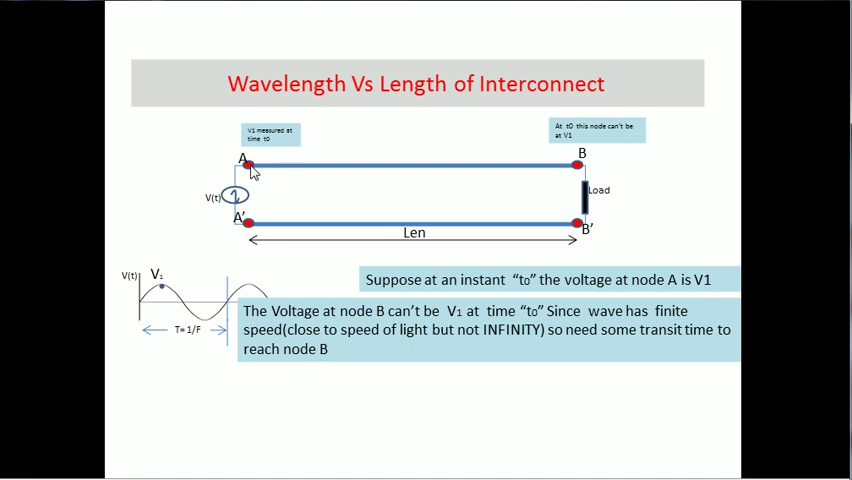 Wavelength Vs Length of Interconnect
V1 measured at
time t0
At t0 this node can't be
at V1
A
B
V(t)
Load
A'
B'
Len
V(t)
V1
Suppose at an instant “t0” the voltage at node A is V1
The Voltage at node B can’t be V1 at time “t0” Since wave has finite
speed(close to speed of light but not INFINITY) so need some transit time to
reach node B
T= 1/F